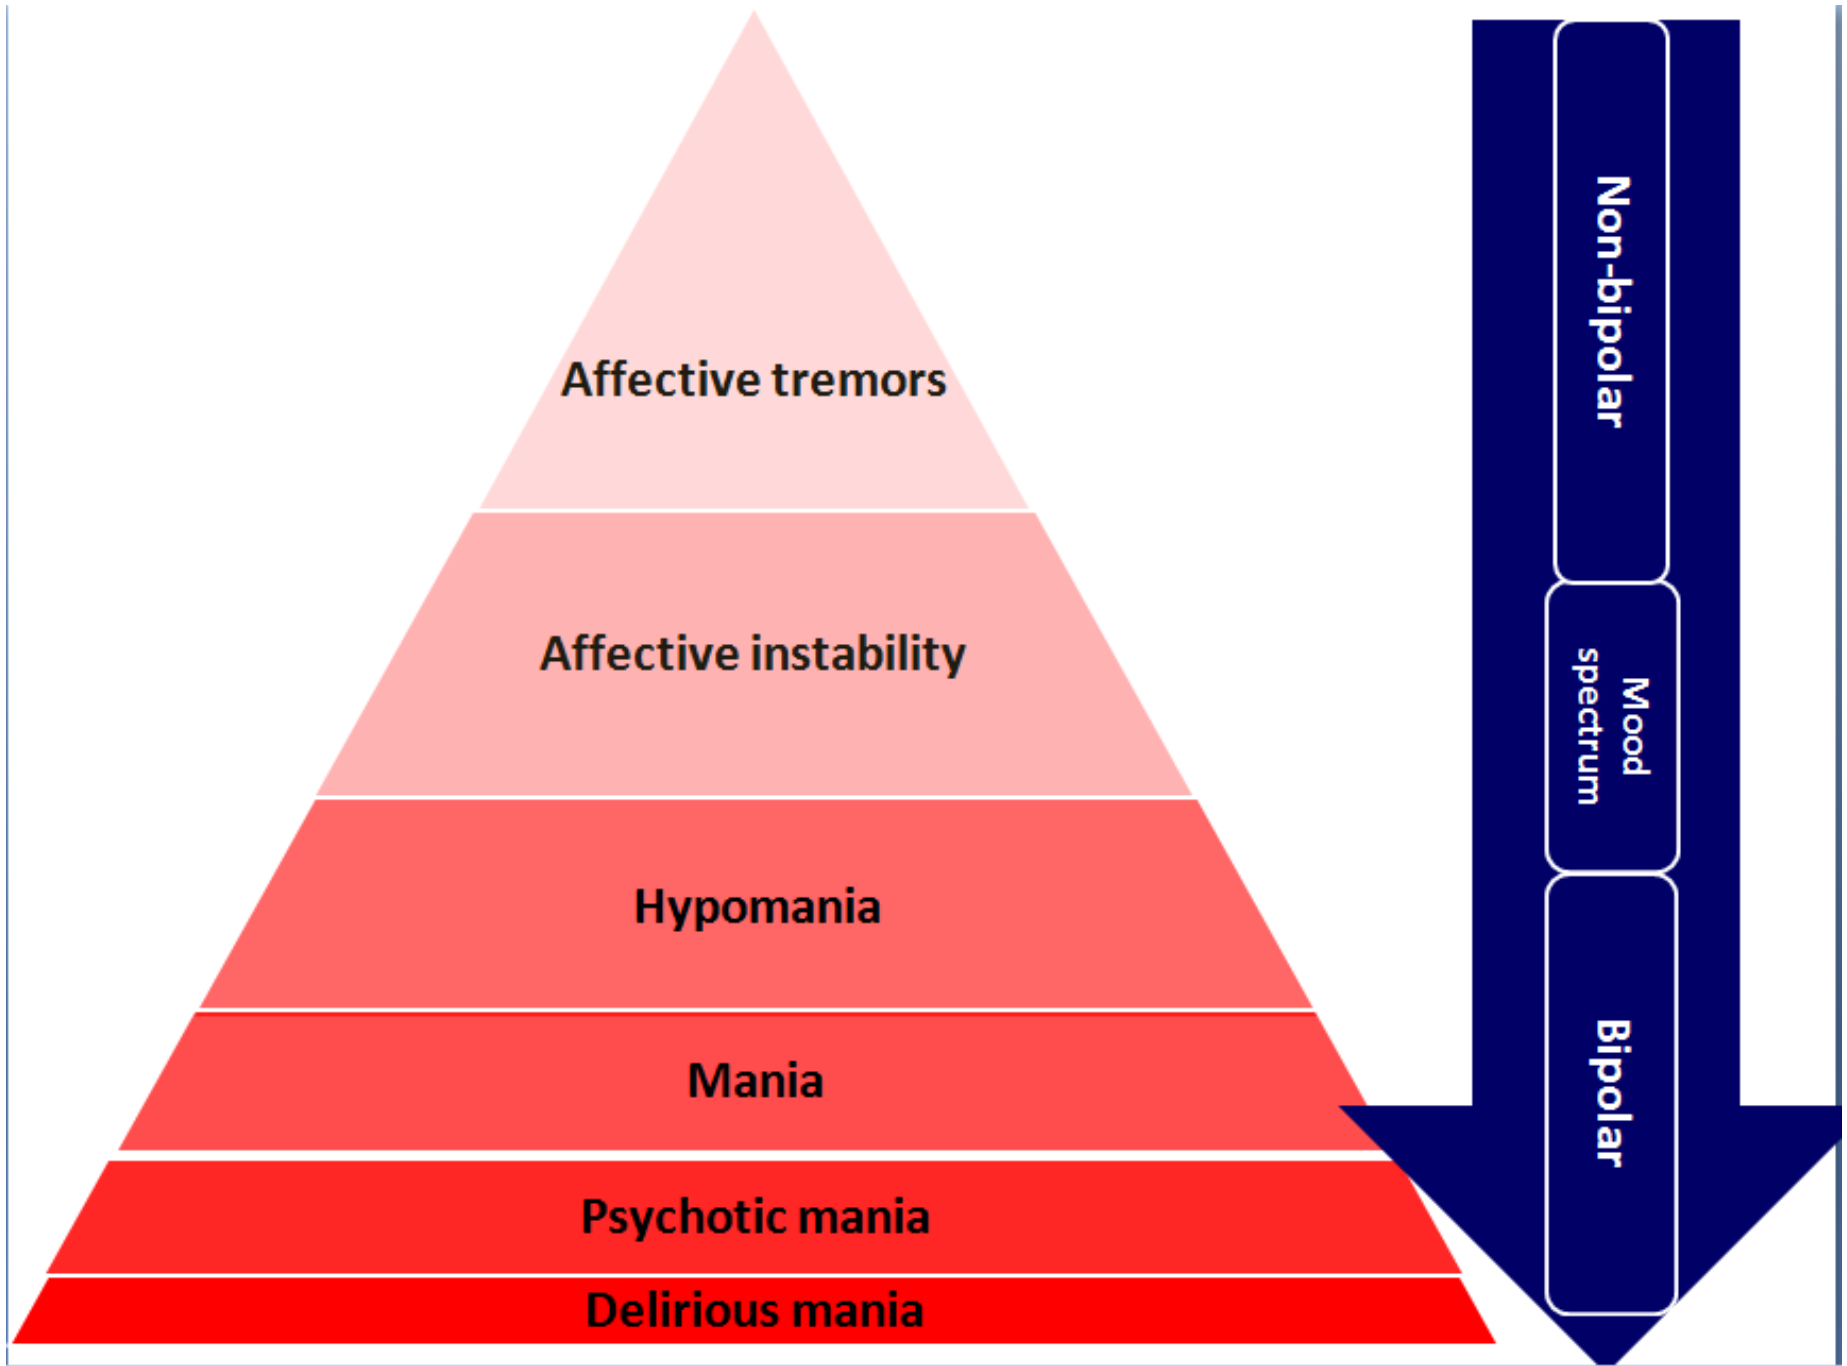 Affective tremors
Affective instability
Hypomania
Mania
Psychotic mania
Delirious mania
Non-bipolar
Mood
spectrum
Bipolar